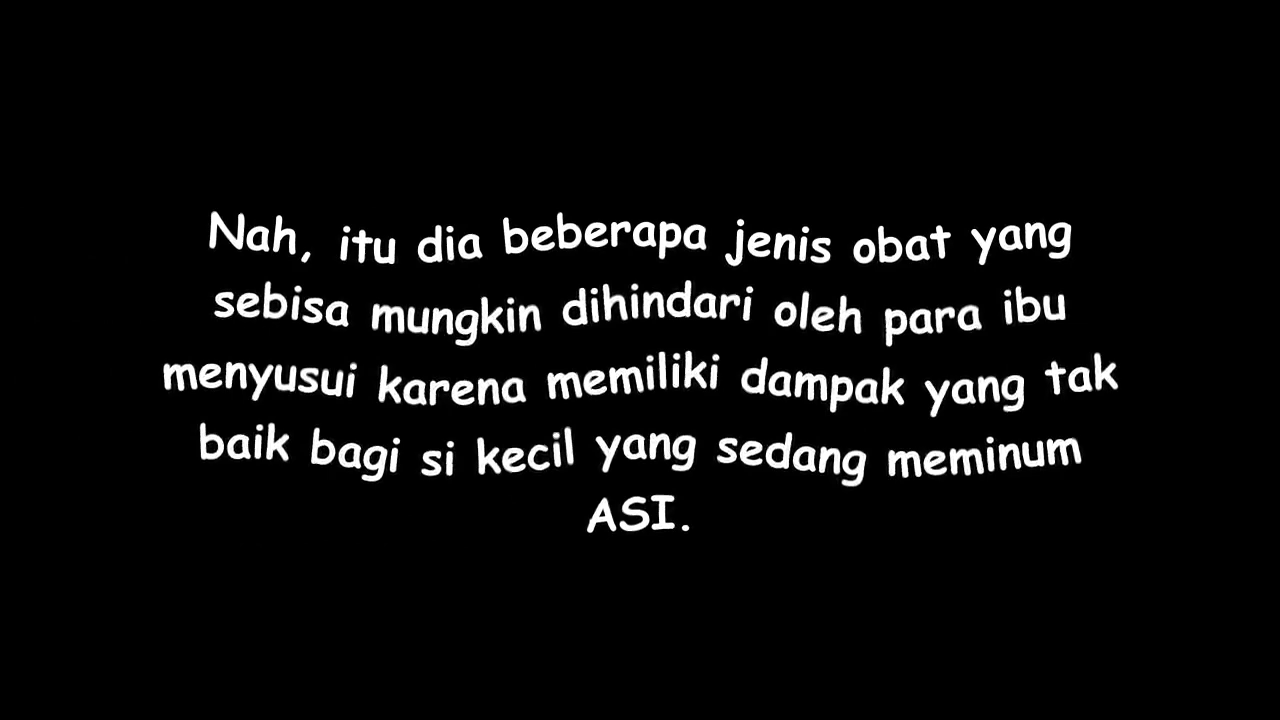 Nah, itu dia beberapa jenis obat yang
sebisa mungkin dihindari oleh para ibu
menyusui karena memiliki dampak yang tak
baik bagi si kecil yang sedang meminum
ASI.